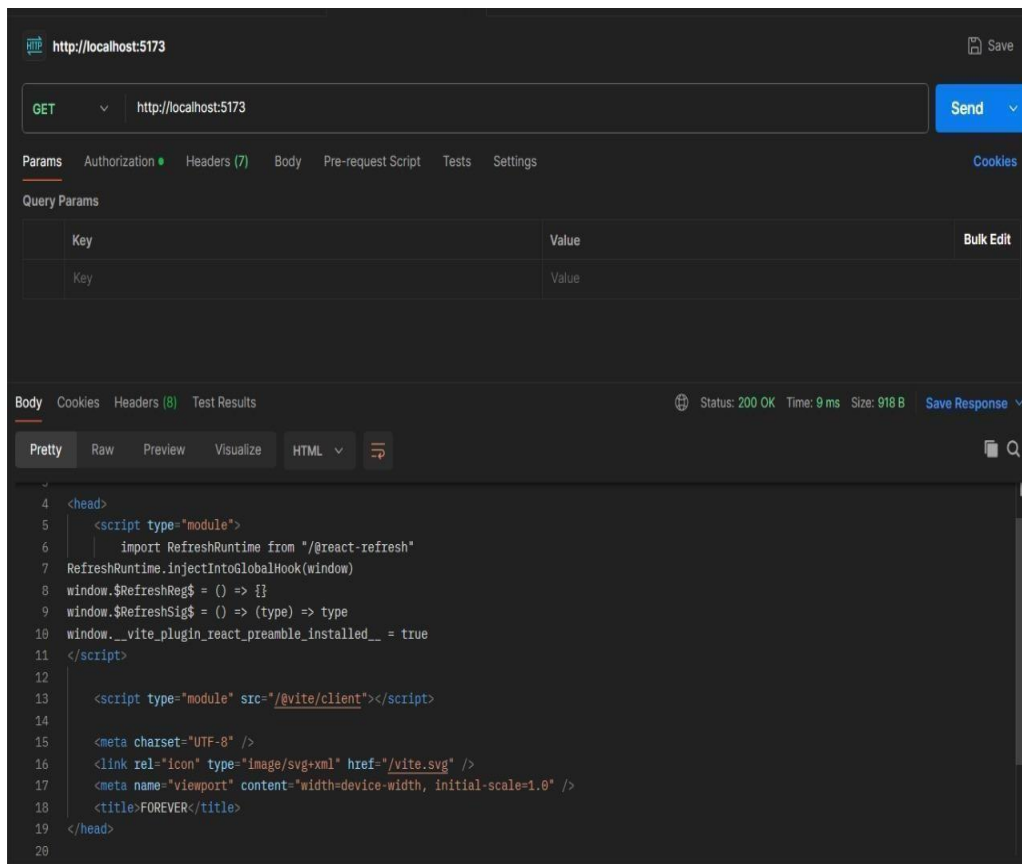 HTTP http://localhost:5173 Save
GET http://localhost:5173 Send
Params Authorization Headers (7) Body Pre-request Script Tests Settings Cookies
Query Params
Key Value Bulk Edit
Key Value
Body Cookies Headers (8) Test Results Status: 200 OK Time: 9 ms Size: 918 B Save Response
Pretty Raw Preview Visualize HTML
3
4 <head>
5 <script type="module">
6 import RefreshRuntime from "/@react-refresh"
7 RefreshRuntime.injectIntoGlobalHook(window)
8 window.$RefreshReg$ = () => {}
9 window.$RefreshSig$ = () => (type) => type
10 window.__vite_plugin_react_preamble_installed__ = true
11 </script>
12
13 <script type="module" src="/@vite/client"></script>
14
15 <meta charset="UTF-8" />
16 <link rel="icon" type="image/svg+xml" href="/vite.svg" />
17 <meta name="viewport" content="width=device-width, initial-scale=1.0" />
18 <title>FOREVER</title>
19 </head>
20